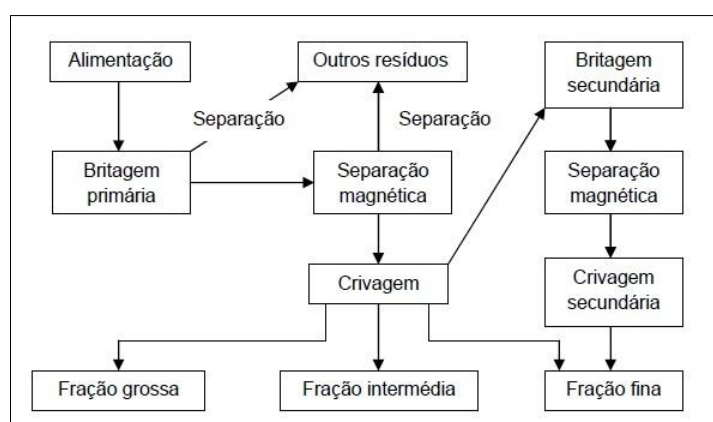 Alimentação
Outros resíduos
Britagem
secundária
Separação
Separação
Britagem
primária
Separação
magnética
Separação
magnética
Crivagem
Crivagem
secundária
Fração grossa
Fração intermédia
Fração fina